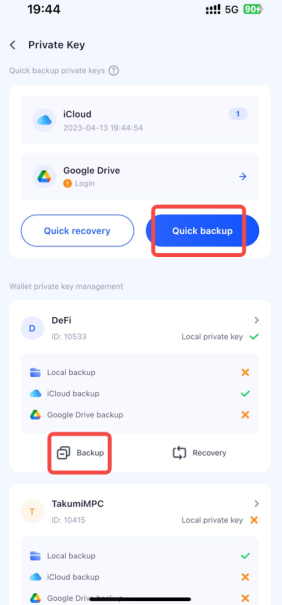 19:44
5G 90
Private Key
Quick backup private keys ?
iCloud
1
2023-04-13 19:44:54
Google Drive
! Login
Quick recovery
Quick backup
Wallet private key management
D
DeFi
ID: 10533
Local private key
Local backup
iCloud backup
Google Drive backup
Backup
Recovery
T
TakumiMPC
ID: 10415
Local private key
Local backup
iCloud backup
Google Drive backup